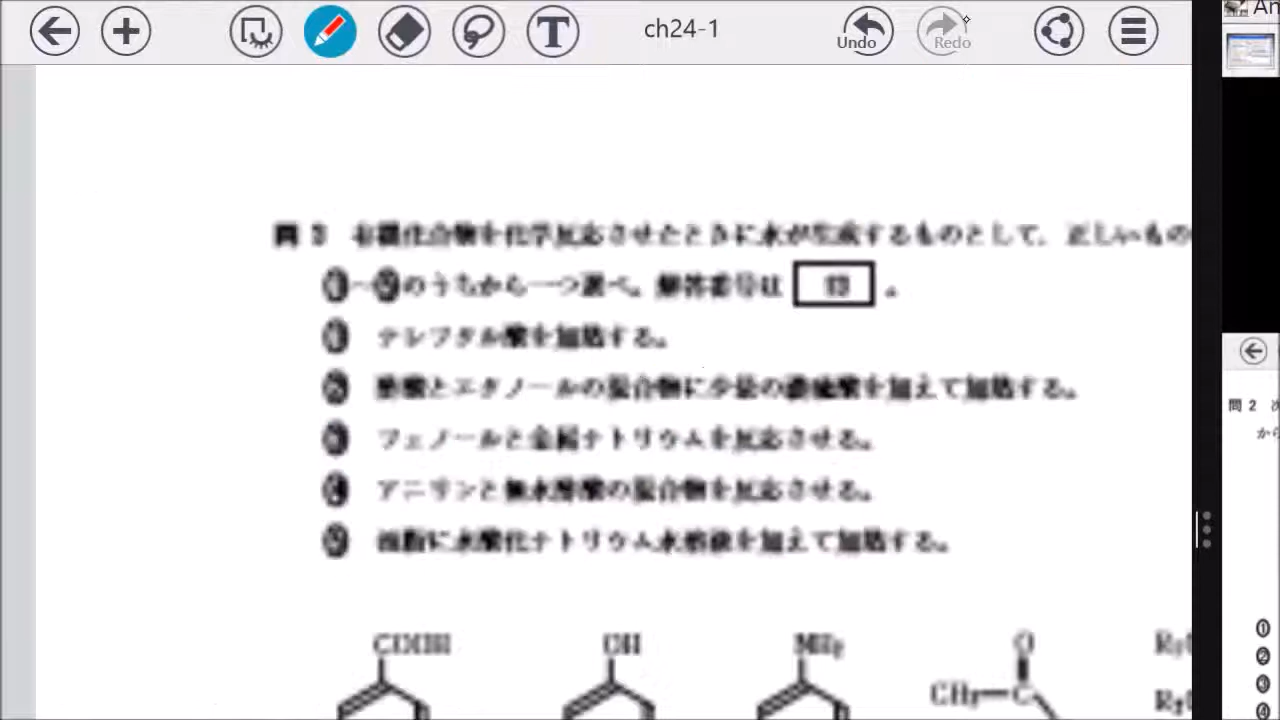 ch24-1
Undo
Redo
An
問 3 有機化合物を化学反応させたときに水が生成するものとして、正しいもの
①~⑤のうちから一つ選べ。解答番号は 。
① テレフタル酸を加熱する。
② 酢酸とエタノールの混合物に少量の濃硫酸を加えて加熱する。
③ フェノールと金属ナトリウムを反応させる。
④ アニリンと無水酢酸の混合物を反応させる。
⑤ 油脂に水酸化ナトリウム水溶液を加えて加熱する。
COOH
OH
NH₂
O
CH₃—C
問 2 次
から
①
②
③
④